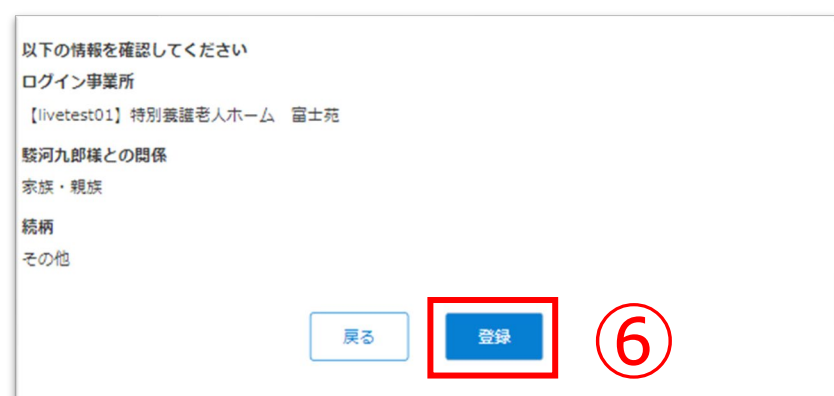 以下の情報を確認してください
ログイン事業所
【livetest01】特別養護老人ホーム　富士苑
駿河九郎様との関係
家族・親族
続柄
その他
戻る
登録
⑥